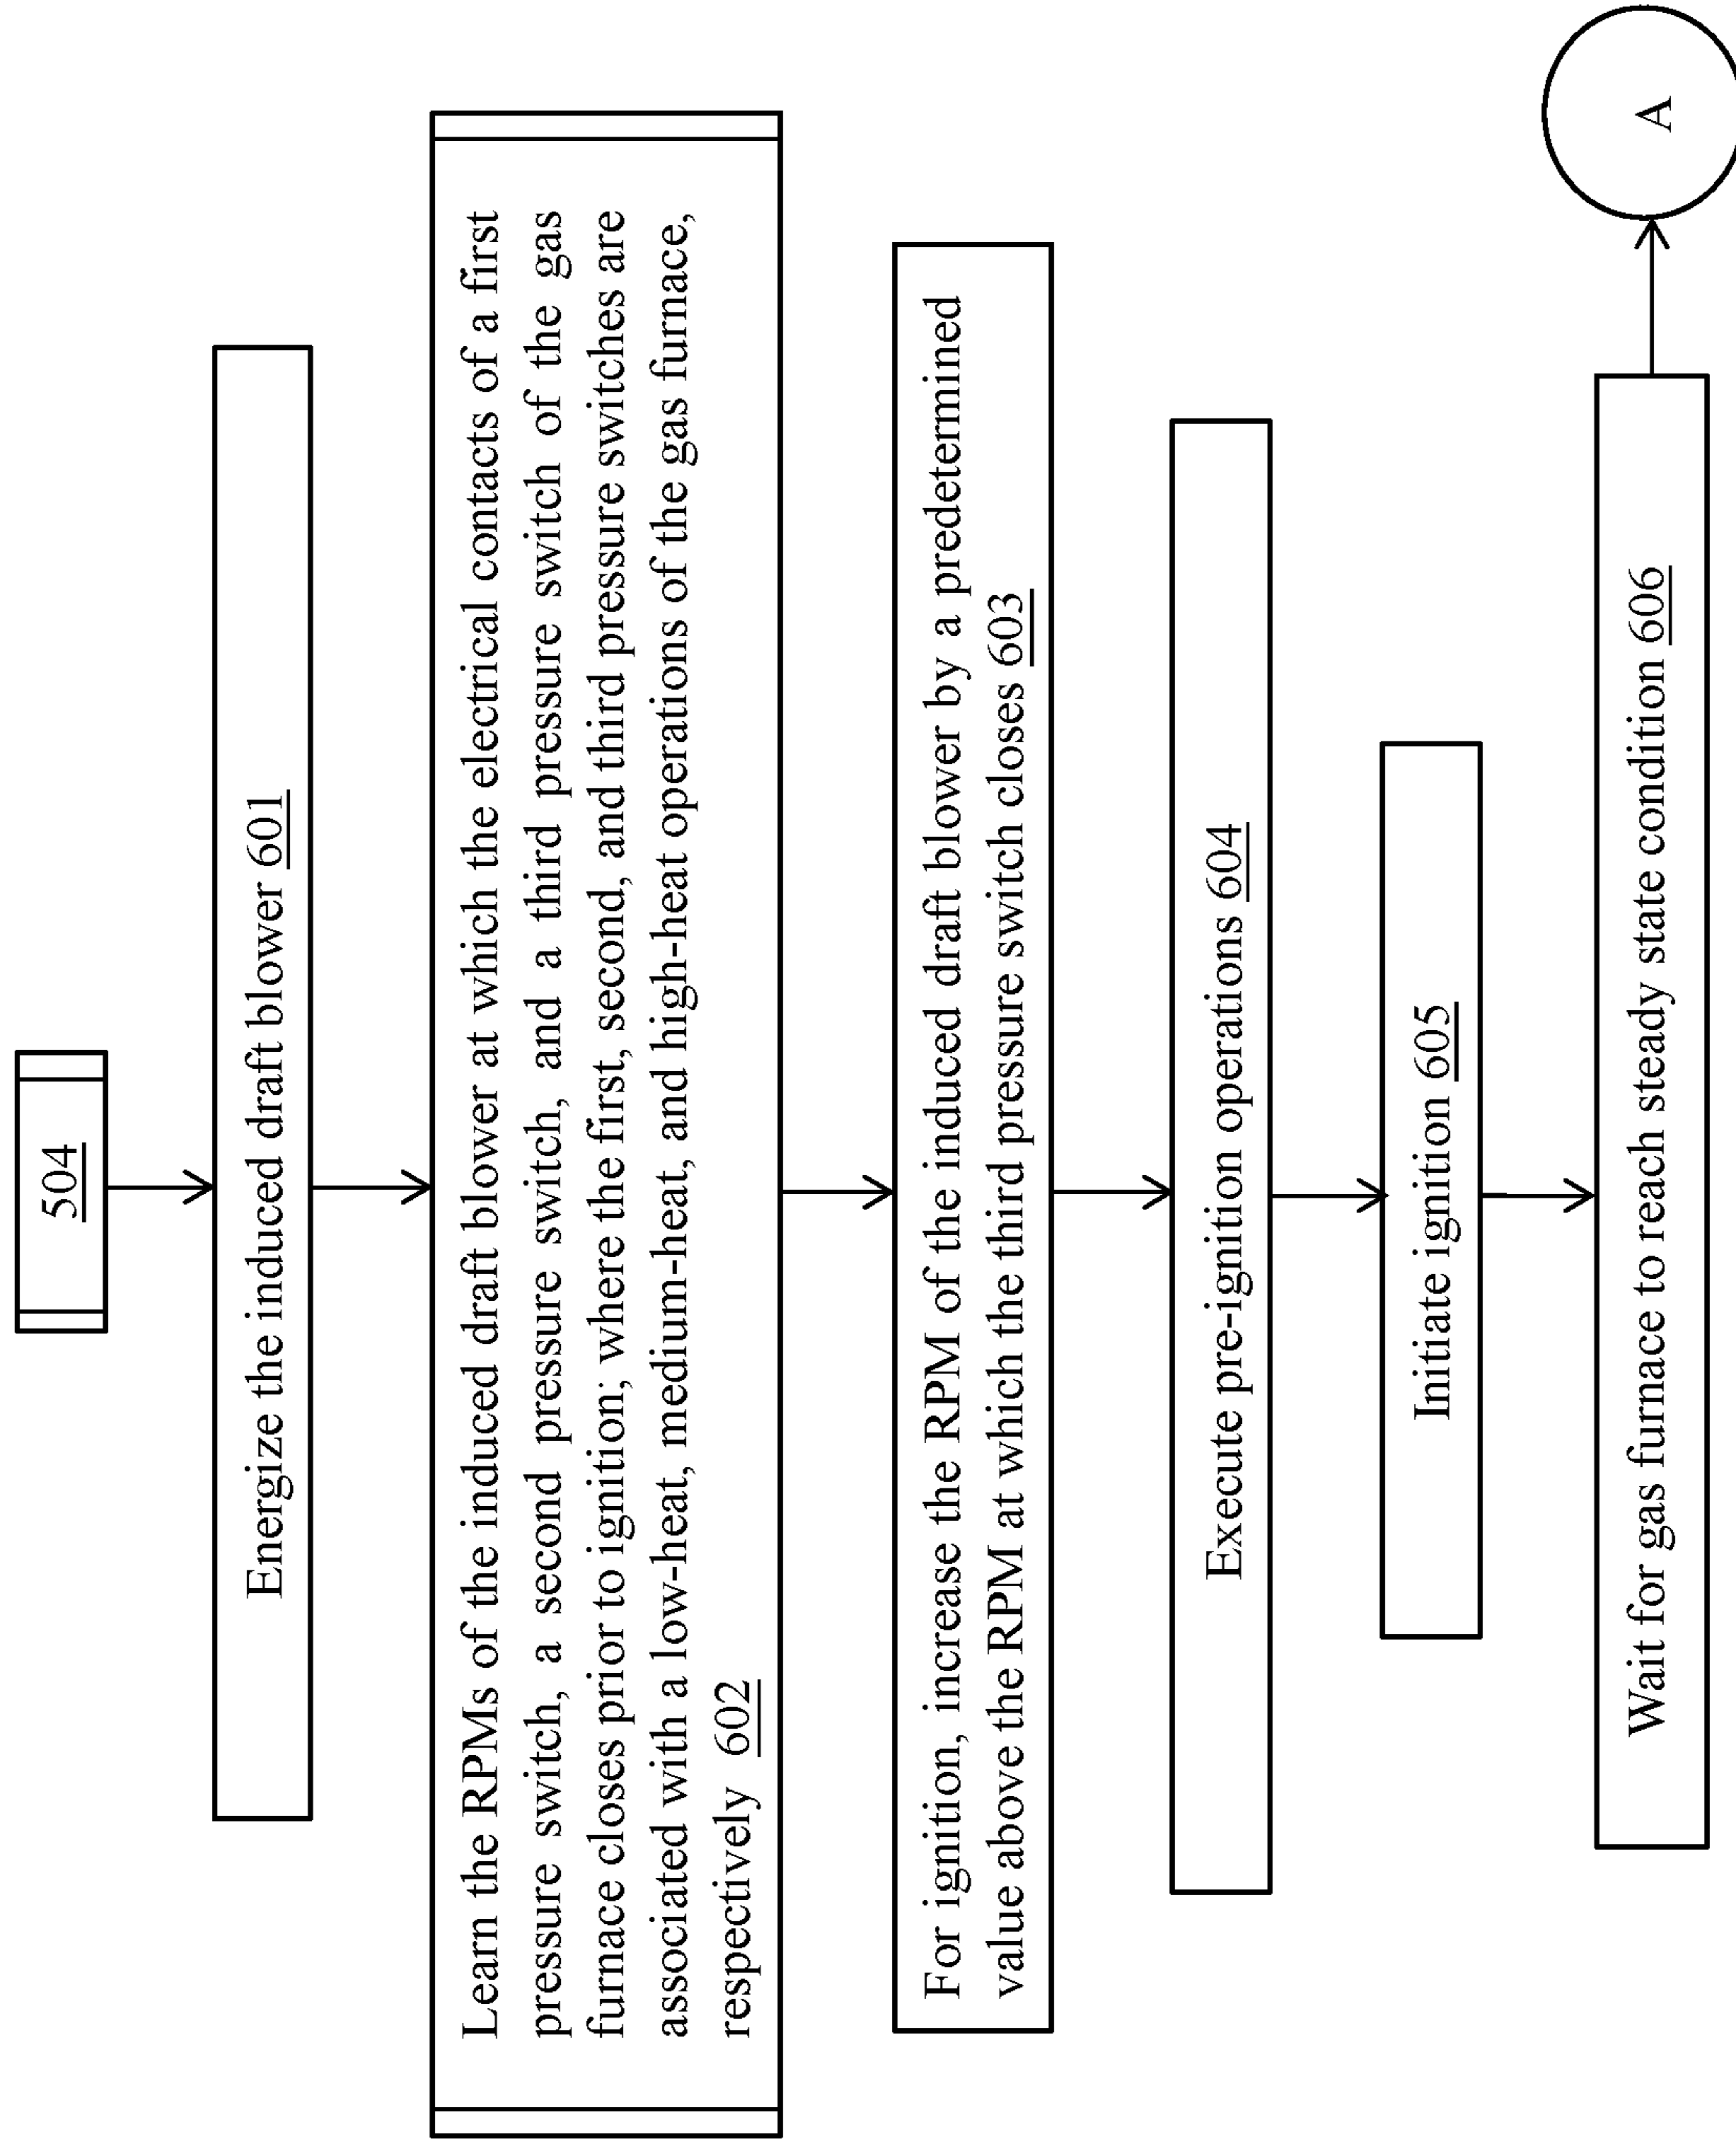 504
Energize the induced draft blower 601
Learn the RPMs of the induced draft blower at which the electrical contacts of a first
pressure switch, a second pressure switch, and a third pressure switch of the gas
furnace closes prior to ignition; where the first, second, and third pressure switches are
associated with a low-heat, medium-heat, and high-heat operations of the gas furnace,
respectively 602
For ignition, increase the RPM of the induced draft blower by a predetermined
value above the RPM at which the third pressure switch closes 603
Execute pre-ignition operations 604
Initiate ignition 605
Wait for gas furnace to reach steady state condition 606
A